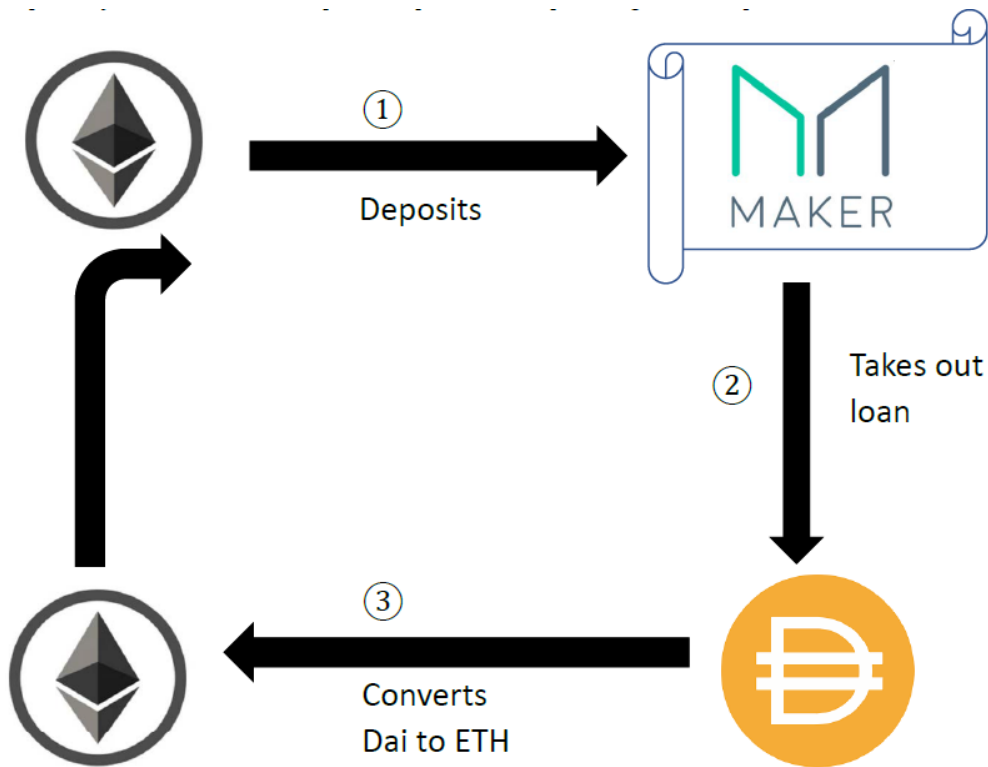 ①
Deposits
MAKER
②
Takes out
loan
③
Converts
Dai to ETH